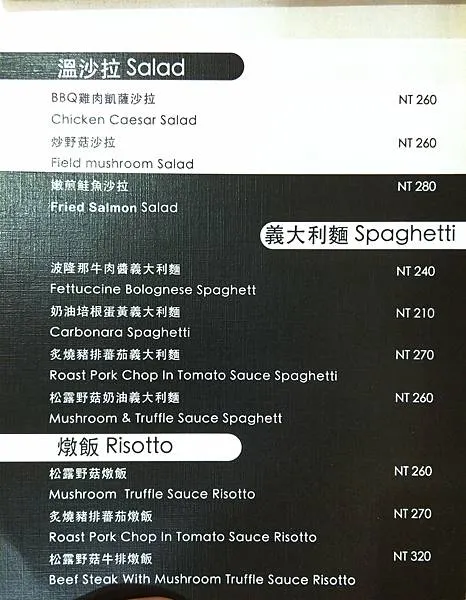 溫沙拉 Salad
BBQ雞肉凱薩沙拉 NT 260
Chicken Caesar Salad
炒野菇沙拉 NT 260
Field mushroom Salad
嫩煎鮭魚沙拉 NT 280
Fried Salmon Salad
義大利麵 Spaghetti
波隆那牛肉醬義大利麵 NT 240
Fettuccine Bolognese Spaghett
奶油培根蛋黃義大利麵 NT 210
Carbonara Spaghetti
炙燒豬排蕃茄義大利麵 NT 270
Roast Pork Chop In Tomato Sauce Spaghetti
松露野菇奶油義大利麵 NT 260
Mushroom & Truffle Sauce Spaghett
燉飯 Risotto
松露野菇燉飯 NT 260
Mushroom Truffle Sauce Risotto
炙燒豬排蕃茄燉飯 NT 270
Roast Pork Chop In Tomato Sauce Risotto
松露野菇牛排燉飯 NT 320
Beef Steak With Mushroom Truffle Sauce Risotto